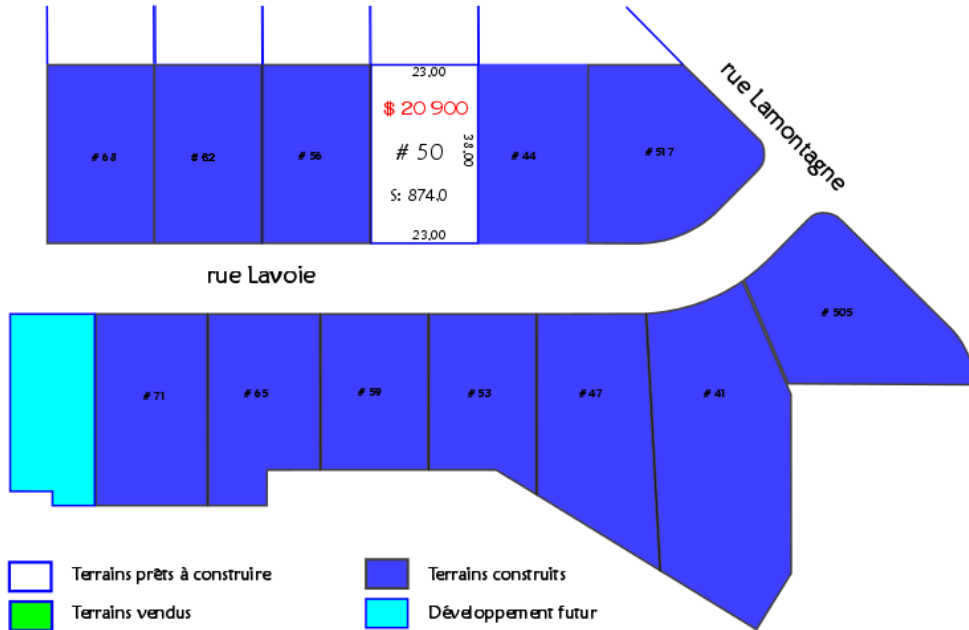 rue Lamontagne
23,00
$ 20 900
# 50
38,00
S: 874,0
23,00
# 68
# 62
# 56
# 44
# 517
rue Lavoie
# 505
# 71
# 65
# 59
# 53
# 47
# 41
Terrains prêts à construire
Terrains construits
Terrains vendus
Développement futur